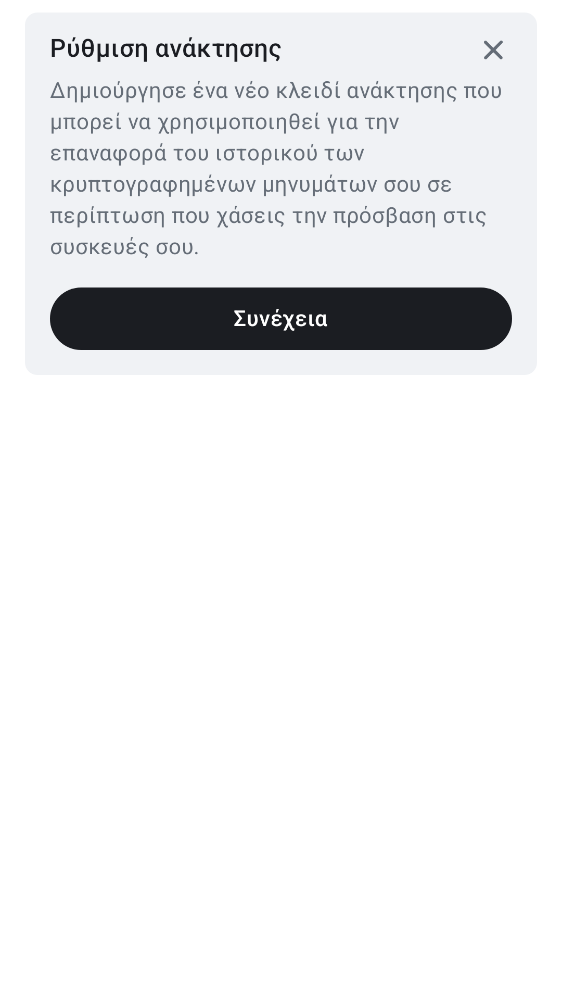 Ρύθμιση ανάκτησης
Δημιούργησε ένα νέο κλειδί ανάκτησης που
μπορεί να χρησιμοποιηθεί για την
επαναφορά του ιστορικού των
κρυπτογραφημένων μηνυμάτων σου σε
περίπτωση που χάσεις την πρόσβαση στις
συσκευές σου.
Συνέχεια